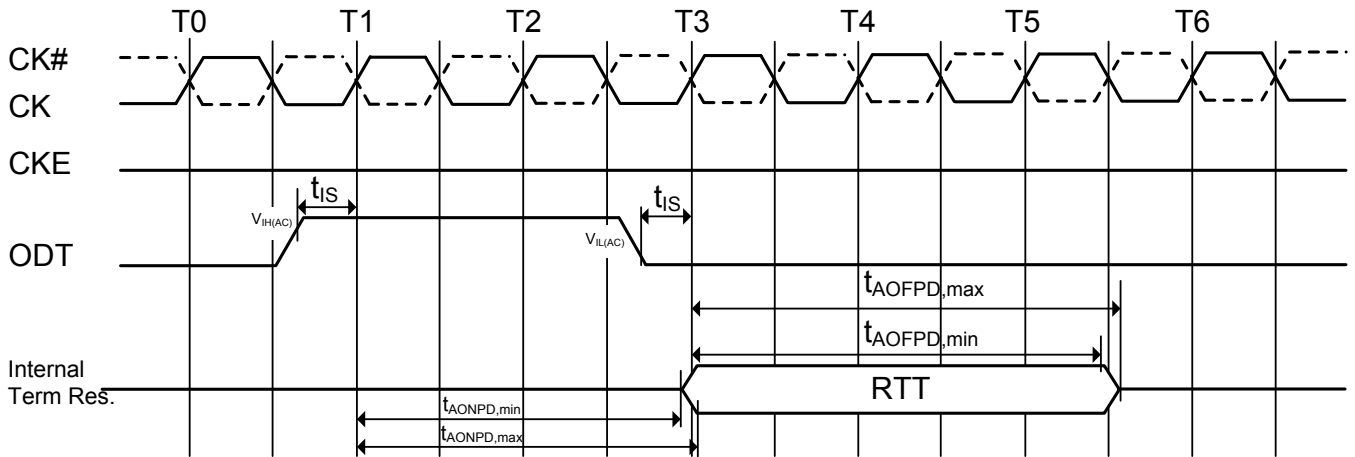 T0 T1 T2 T3 T4 T5 T6
CK#
CK
CKE
tIS
tIS
VIH(AC)
VIL(AC)
ODT
tAOFPD,max
tAOFPD,min
Internal
Term Res.
RTT
tAONPD,min
tAONPD,max